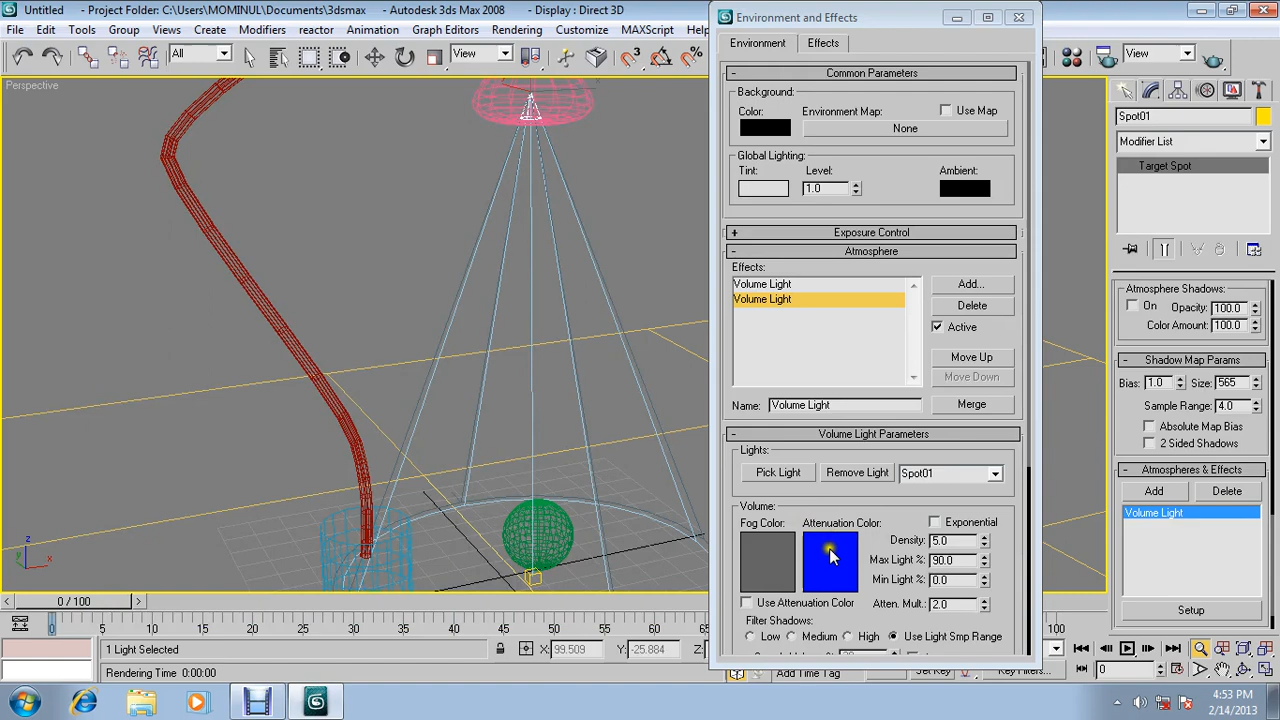 Untitled - Project Folder: C:\Users\MOMINUL\Documents\3dsmax - Autodesk 3ds Max 2008 - Display : Direct 3D
File Edit Tools Group Views Create Modifiers reactor Animation Graph Editors Rendering Customize MAXScript
All View View
Perspective
Environment and Effects
Environment Effects
- Common Parameters
Background:
Color: Environment Map: Use Map
None
Global Lighting:
Tint: Level: Ambient:
1.0
+ Exposure Control
- Atmosphere
Effects:
Volume Light
Volume Light
Add...
Delete
Active
Move Up
Move Down
Name: Volume Light Merge
- Volume Light Parameters
Lights:
Pick Light Remove Light Spot01
Volume:
Fog Color: Attenuation Color: Exponential
Density: 5.0
Max Light %: 90.0
Min Light %: 0.0
Use Attenuation Color Atten. Mult.: 2.0
Filter Shadows:
Low Medium High Use Light Smp Range
Spot01
Modifier List
Target Spot
Atmosphere Shadows:
On Opacity: 100.0
Color Amount: 100.0
- Shadow Map Params
Bias: 1.0 Size: 565
Sample Range: 4.0
Absolute Map Bias
2 Sided Shadows
- Atmospheres & Effects
Add Delete
Volume Light
Setup
z
x
0 / 100
0 5 10 15 20 25 30 35 40 45 50 55 60 65 100
1 Light Selected X: 99.509 Y: -25.884 Z:
Rendering Time 0:00:00 Add Time Tag Set Key Key Filters... 0
4:53 PM
2/14/2013